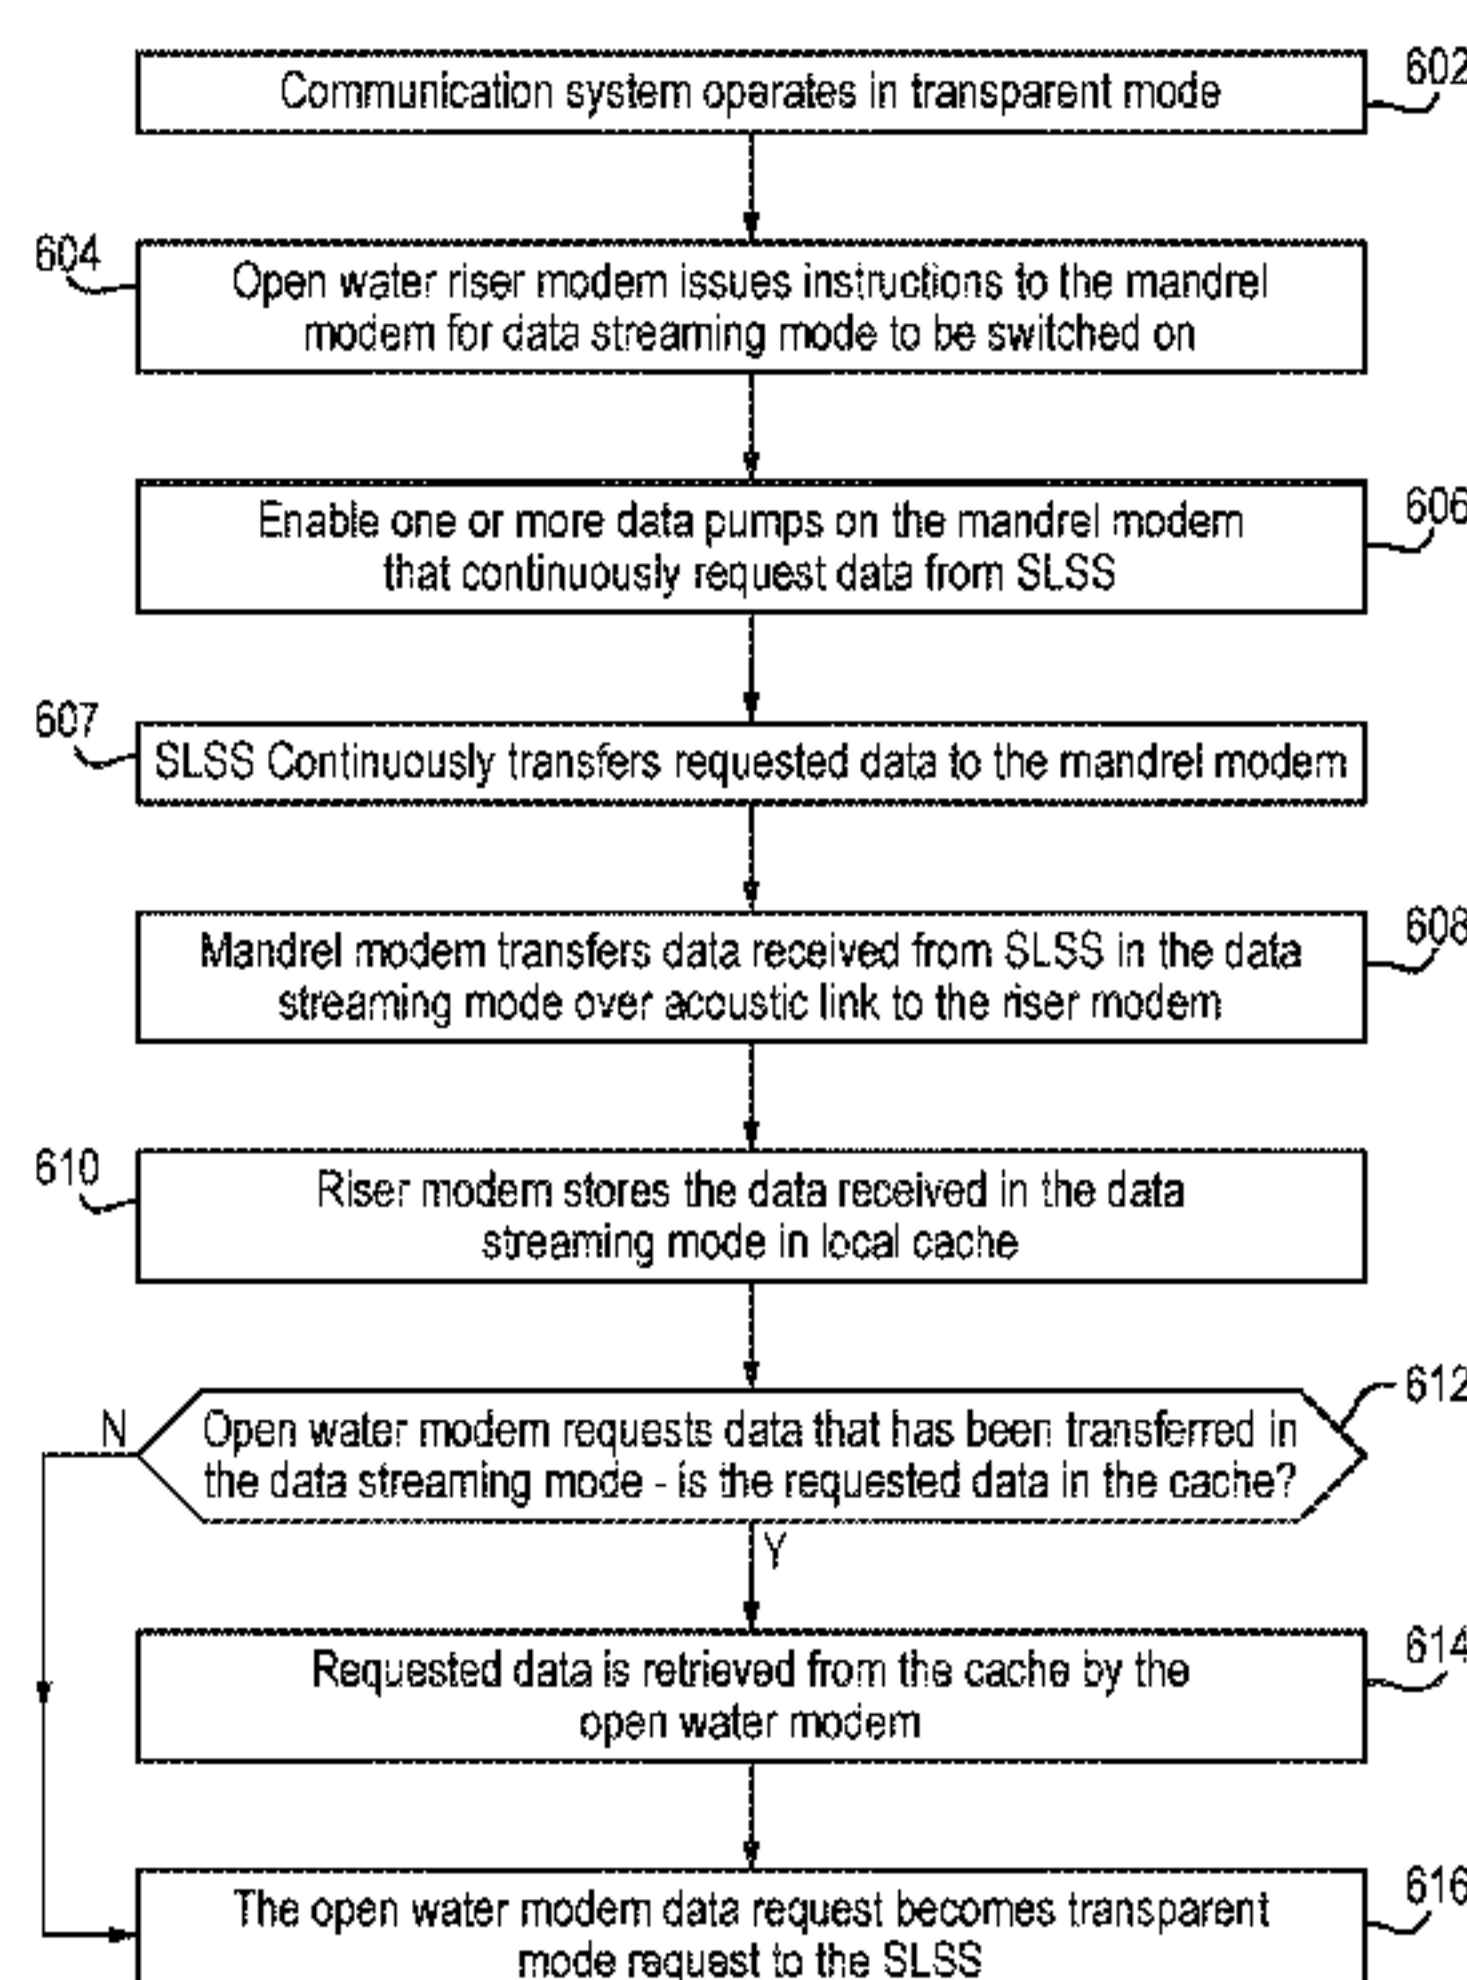 Communication system operates in transparent mode
602
604
Open water riser modem issues instructions to the mandrel
modem for data streaming mode to be switched on
Enable one or more data pumps on the mandrel modem
that continuously request data from SLSS
606
607
SLSS Continuously transfers requested data to the mandrel modem
Mandrel modem transfers data received from SLSS in the data
streaming mode over acoustic link to the riser modem
608
610
Riser modem stores the data received in the data
streaming mode in local cache
612
N
Open water modem requests data that has been transferred in
the data streaming mode - is the requested data in the cache?
Y
Requested data is retrieved from the cache by the
open water modem
614
The open water modem data request becomes transparent
mode request to the SLSS
616